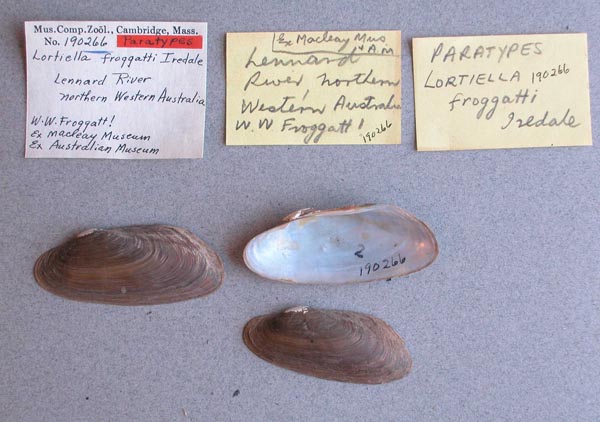 Mus. Comp. Zoöl., Cambridge, Mass.
No. 190266 Paratypes
Lortiella froggatti Iredale
Lennard River
northern Western Australia
W.W. Froggatt!
Ex Macleay Museum
Ex Australian Museum
Ex Macleay Mus
+ A.M
Lennard
River, northern
Western Australia
W.W Froggatt!
190266
PARATYPES
LORTIELLA 190266
froggatti
Iredale
2
190266